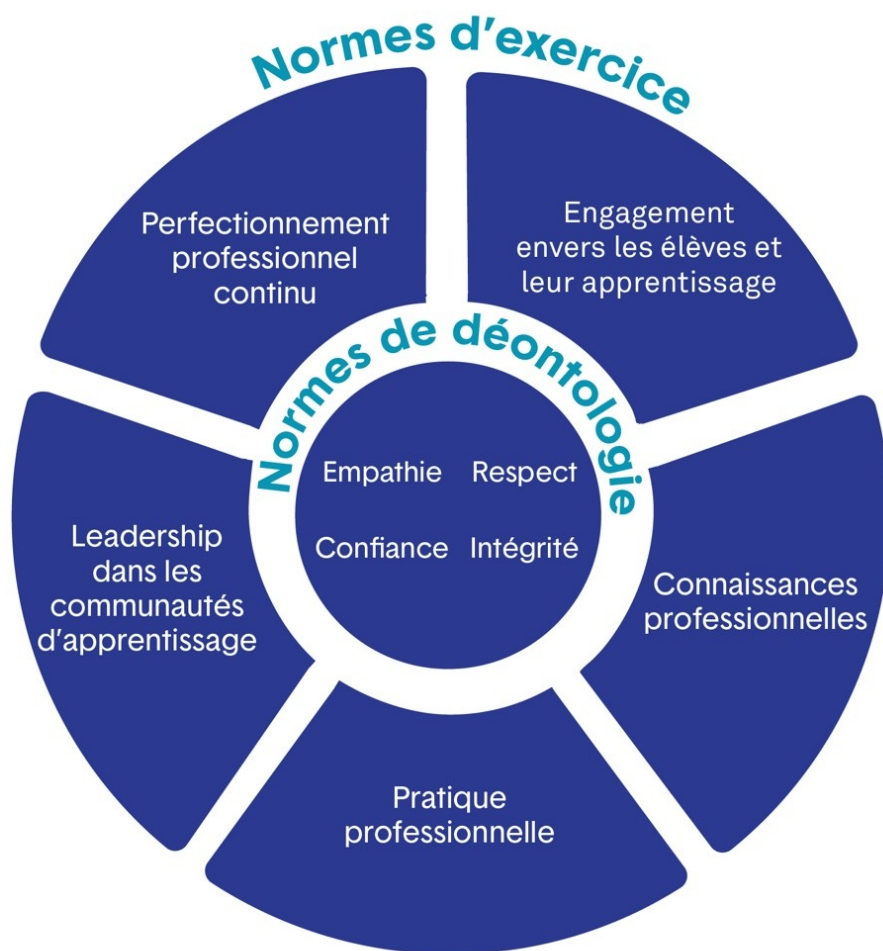 Normes d'exercice
Perfectionnement
professionnel
continu
Engagement
envers les élèves et
leur apprentissage
Normes de déontologie
Empathie Respect
Confiance Intégrité
Leadership
dans les
communautés
d'apprentissage
Connaissances
professionnelles
Pratique
professionnelle